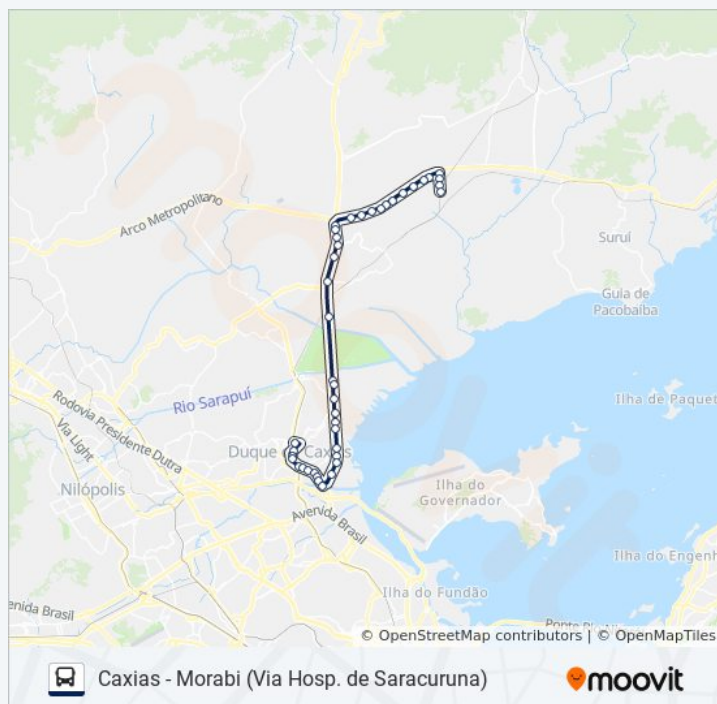 Arco Metropolitano
Suruí
Guia de
Pacobaíba
Rio Sarapuí
Rodovia Presidente Dutra
Via Light
Duque de Caxias
Nilópolis
Ilha de Paquet
Ilha do
Governador
Avenida Brasil
Ilha do Engenh
Ilha do Fundão
enida Brasil
© OpenStreetMap contributors | © OpenMapTiles
Caxias - Morabi (Via Hosp. de Saracuruna)
moovit